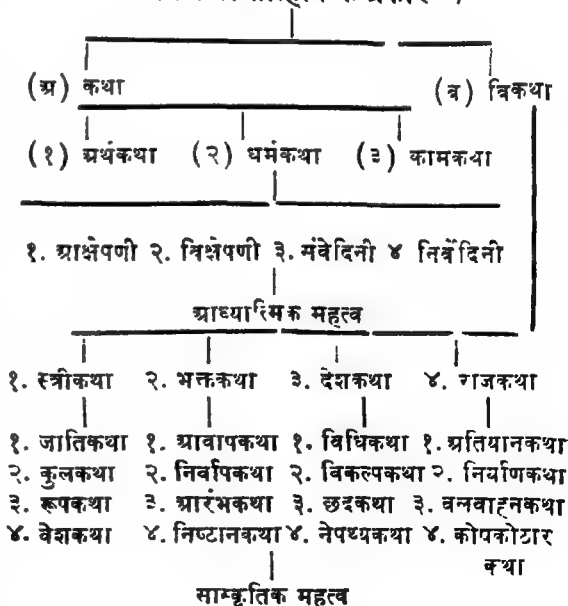 (अ) कथा (ब) विकथा
(१) अर्थकथा (२) धर्मकथा (३) कामकथा
१. आक्षेपणी २. विक्षेपणी ३. संवेदिनी ४ निर्वेदिनी
आध्यात्मिक महत्व
१. स्त्रीकथा २. भक्तकथा ३. देशकथा ४. राजकथा
१. जातिकथा १. आवापकथा १. विधिकथा १. अतियानकथा
२. कुलकथा २. निर्वापकथा २. विकल्पकथा २. निर्याणकथा
३. रूपकथा ३. आरंभकथा ३. छदकथा ३. बलवाहनकथा
४. वेशकथा ४. निष्टानकथा ४. नेपथ्यकथा ४. कोपकोटार
कथा
सास्कृतिक महत्व